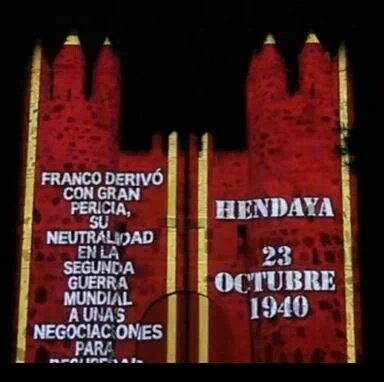 FRANCO DERIVÓ
CON GRAN
PERICIA,
SU
NEUTRALIDAD
EN LA
SEGUNDA
GUERRA
MUNDIAL
A UNAS
NEGOCIACIONES
PARA
HENDAYA
23
OCTUBRE
1940